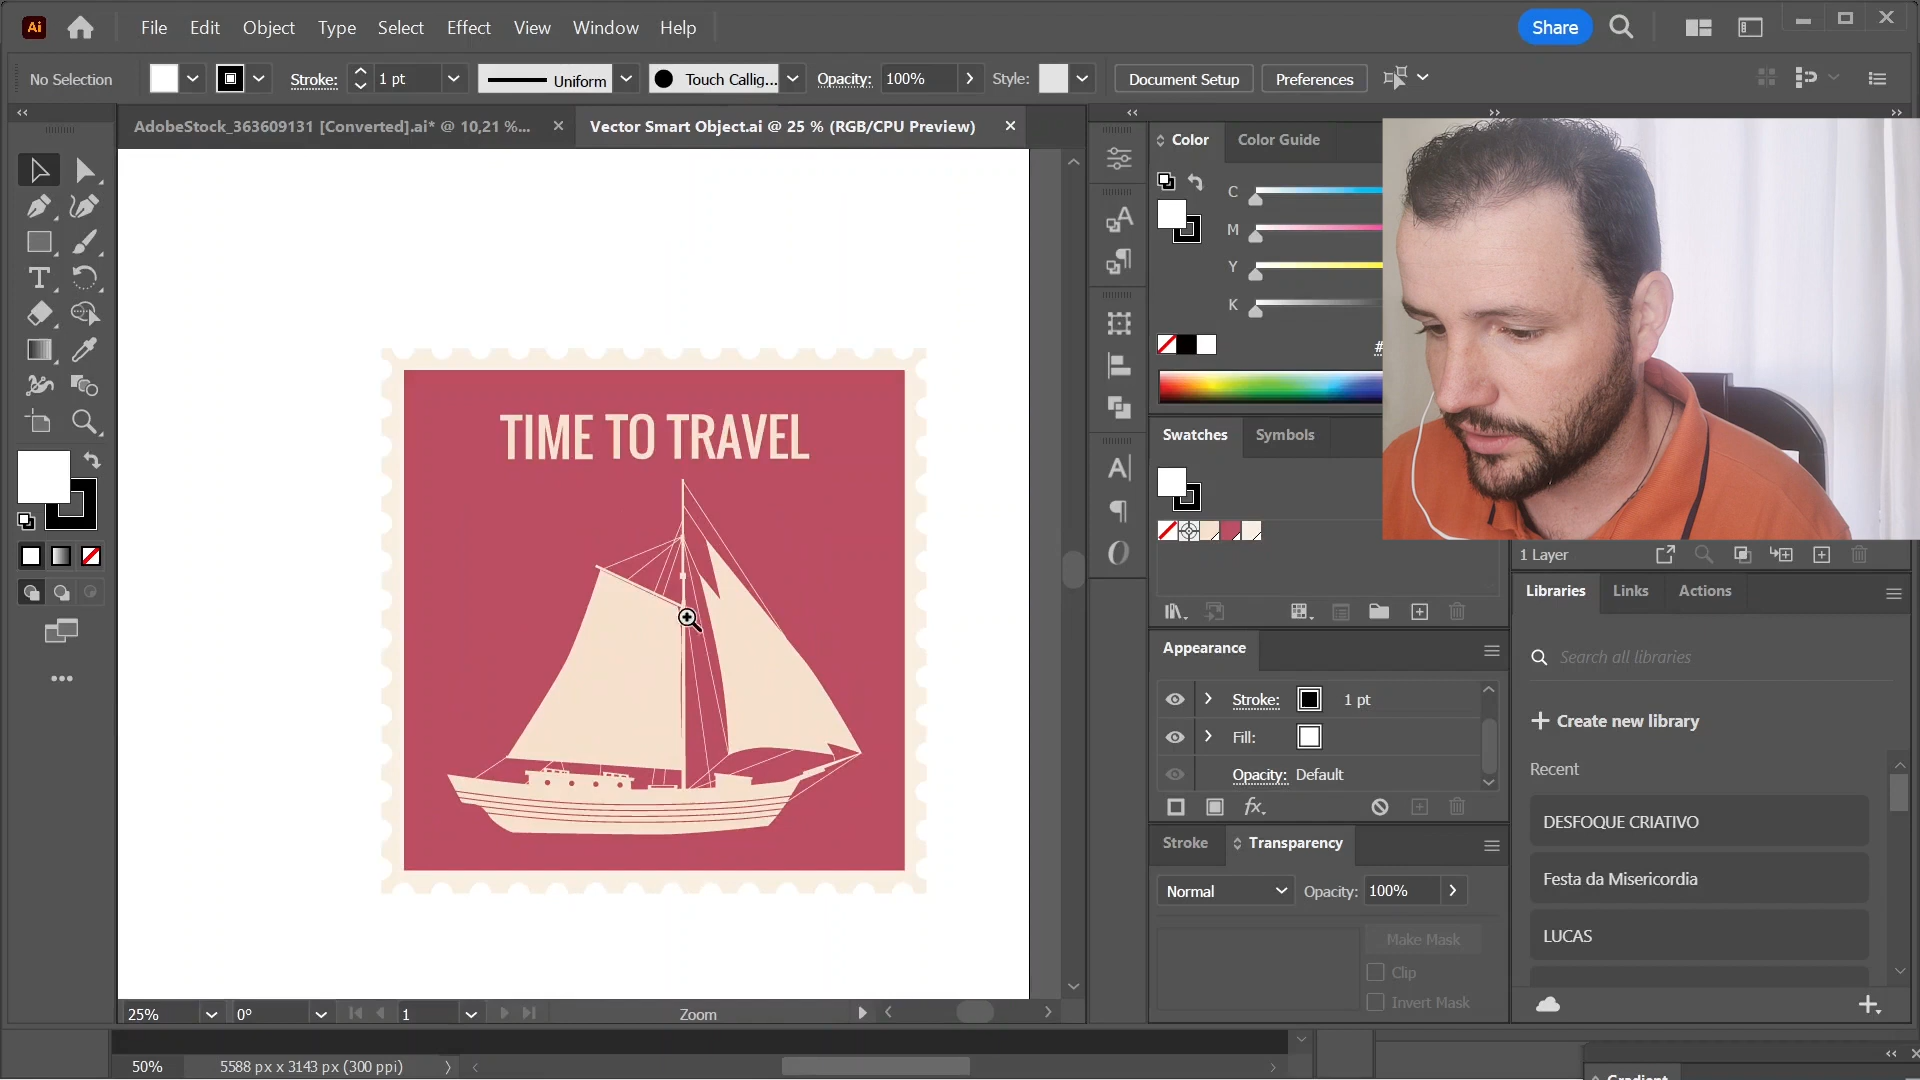 Ai
File Edit Object Type Select Effect View Window Help
Share
No Selection
Stroke: 1 pt
Uniform
Touch Callig...
Opacity: 100%
Style:
Document Setup
Preferences
AdobeStock_363609131 [Converted].ai* @ 10,21 %...
Vector Smart Object.ai @ 25 % (RGB/CPU Preview)
Color
Color Guide
C
M
Y
K
#
TIME TO TRAVEL
Swatches
Symbols
1 Layer
Libraries
Links
Actions
Search all libraries
Create new library
Recent
DESFOQUE CRIATIVO
Festa da Misericordia
LUCAS
Appearance
Stroke: 1 pt
Fill:
Opacity: Default
fx
Stroke
Transparency
Normal
Opacity: 100%
Make Mask
Clip
Invert Mask
25%
0°
1
Zoom
50%
5588 px x 3143 px (300 ppi)
Gradient